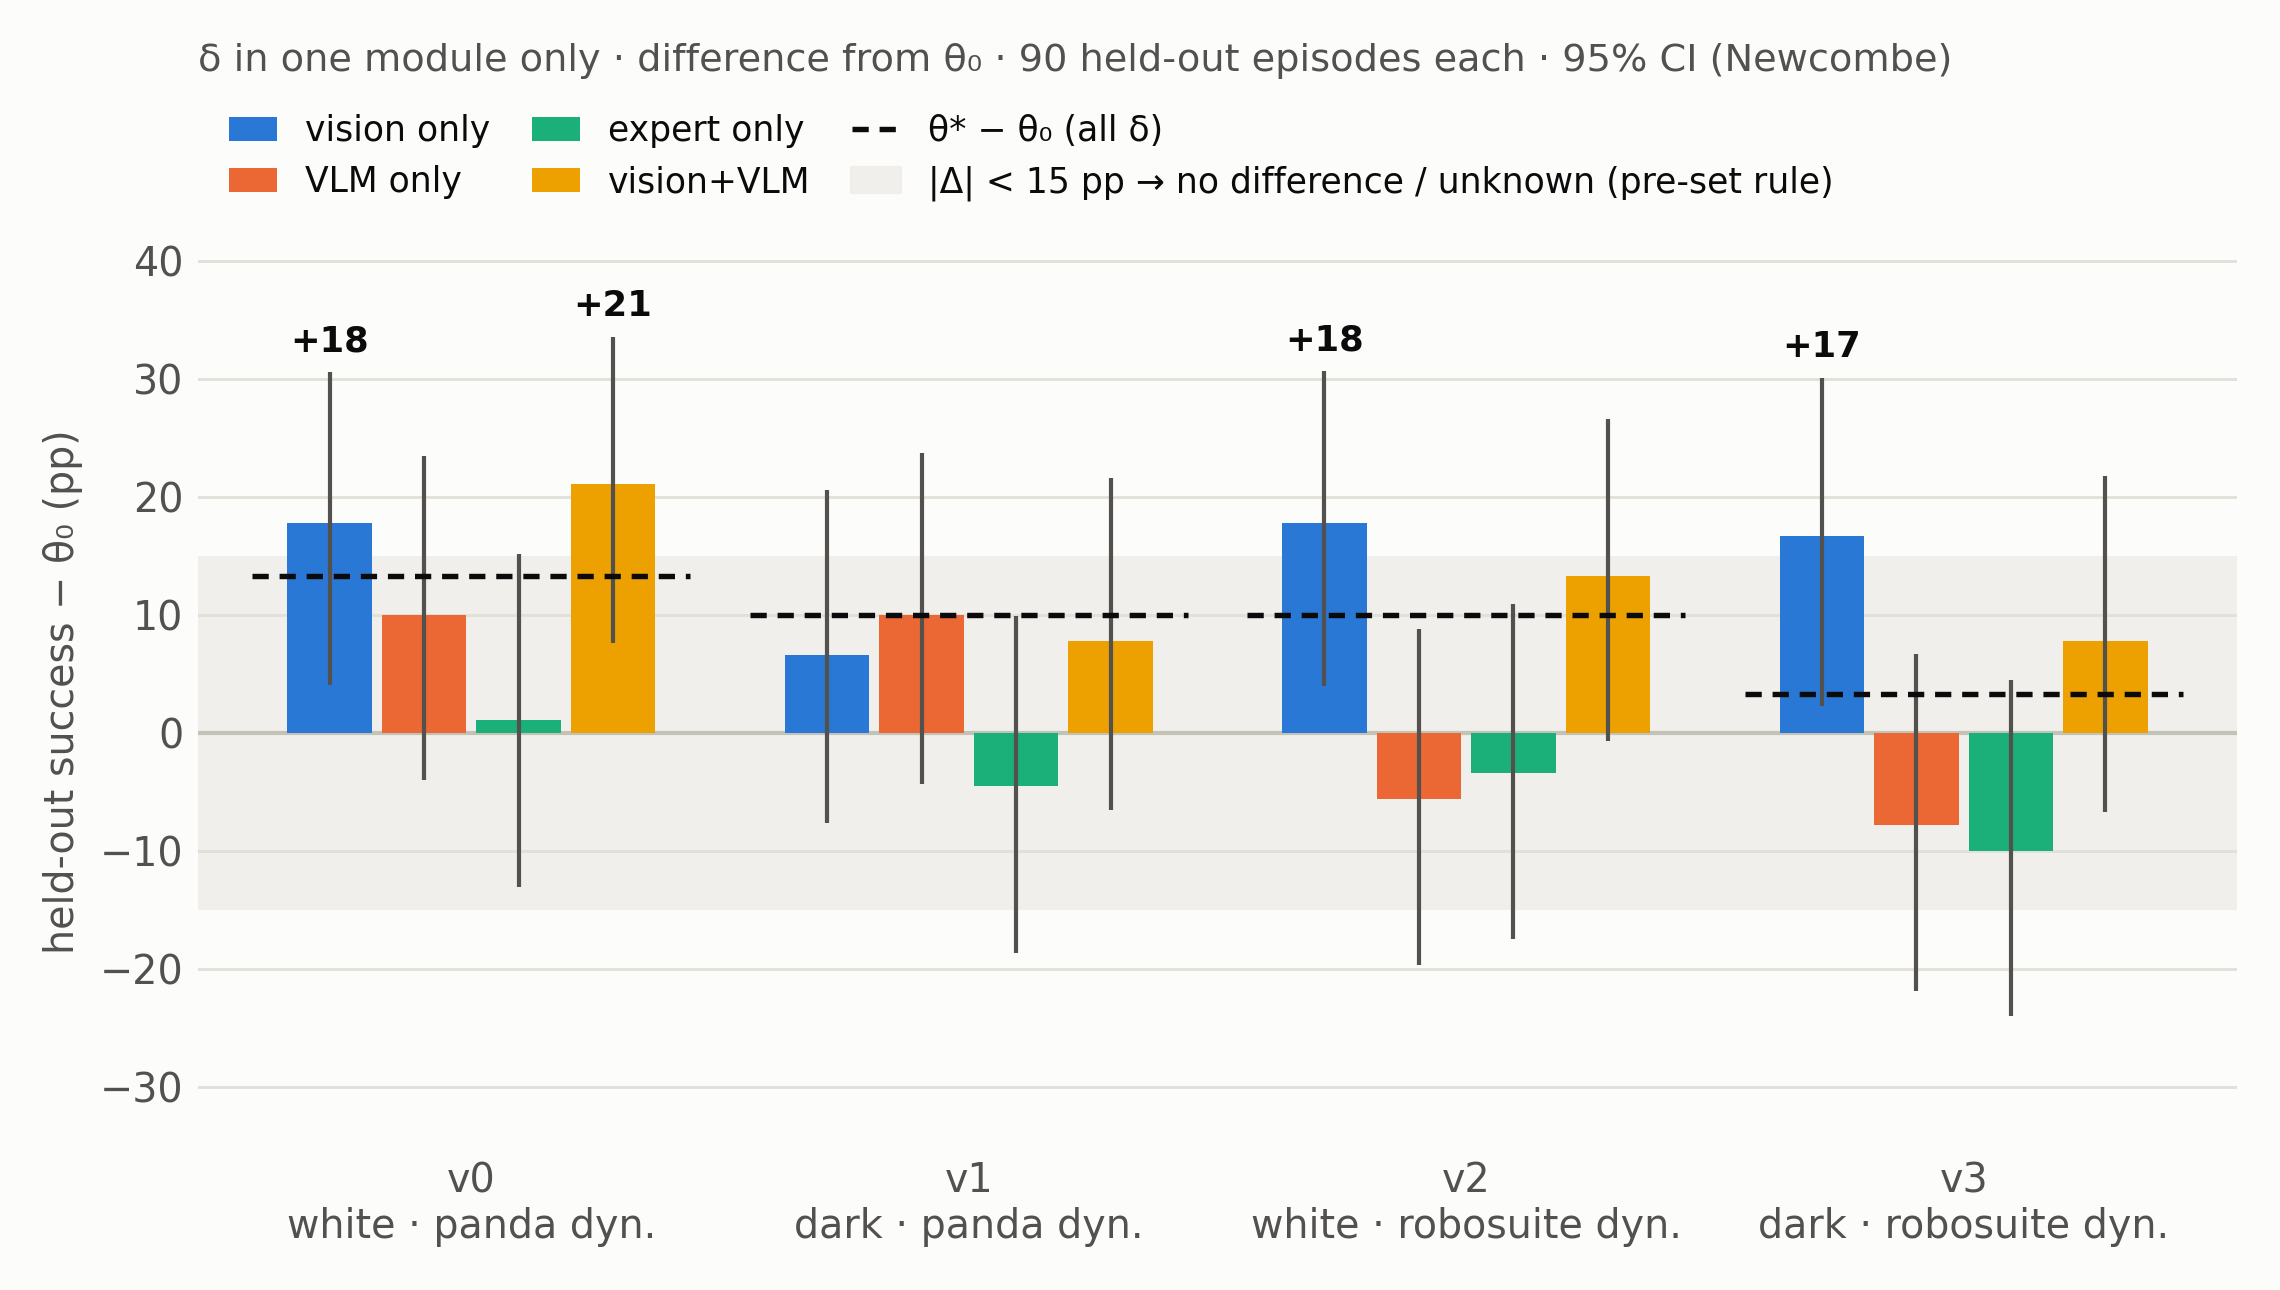 δ in one module only · difference from θ₀ · 90 held-out episodes each · 95% CI (Newcombe)
vision only
VLM only
expert only
vision+VLM
θ* − θ₀ (all δ)
|Δ| < 15 pp → no difference / unknown (pre-set rule)
held-out success − θ₀ (pp)
40
30
20
10
0
−10
−20
−30
+18
+21
+18
+17
v0
white · panda dyn.
v1
dark · panda dyn.
v2
white · robosuite dyn.
v3
dark · robosuite dyn.